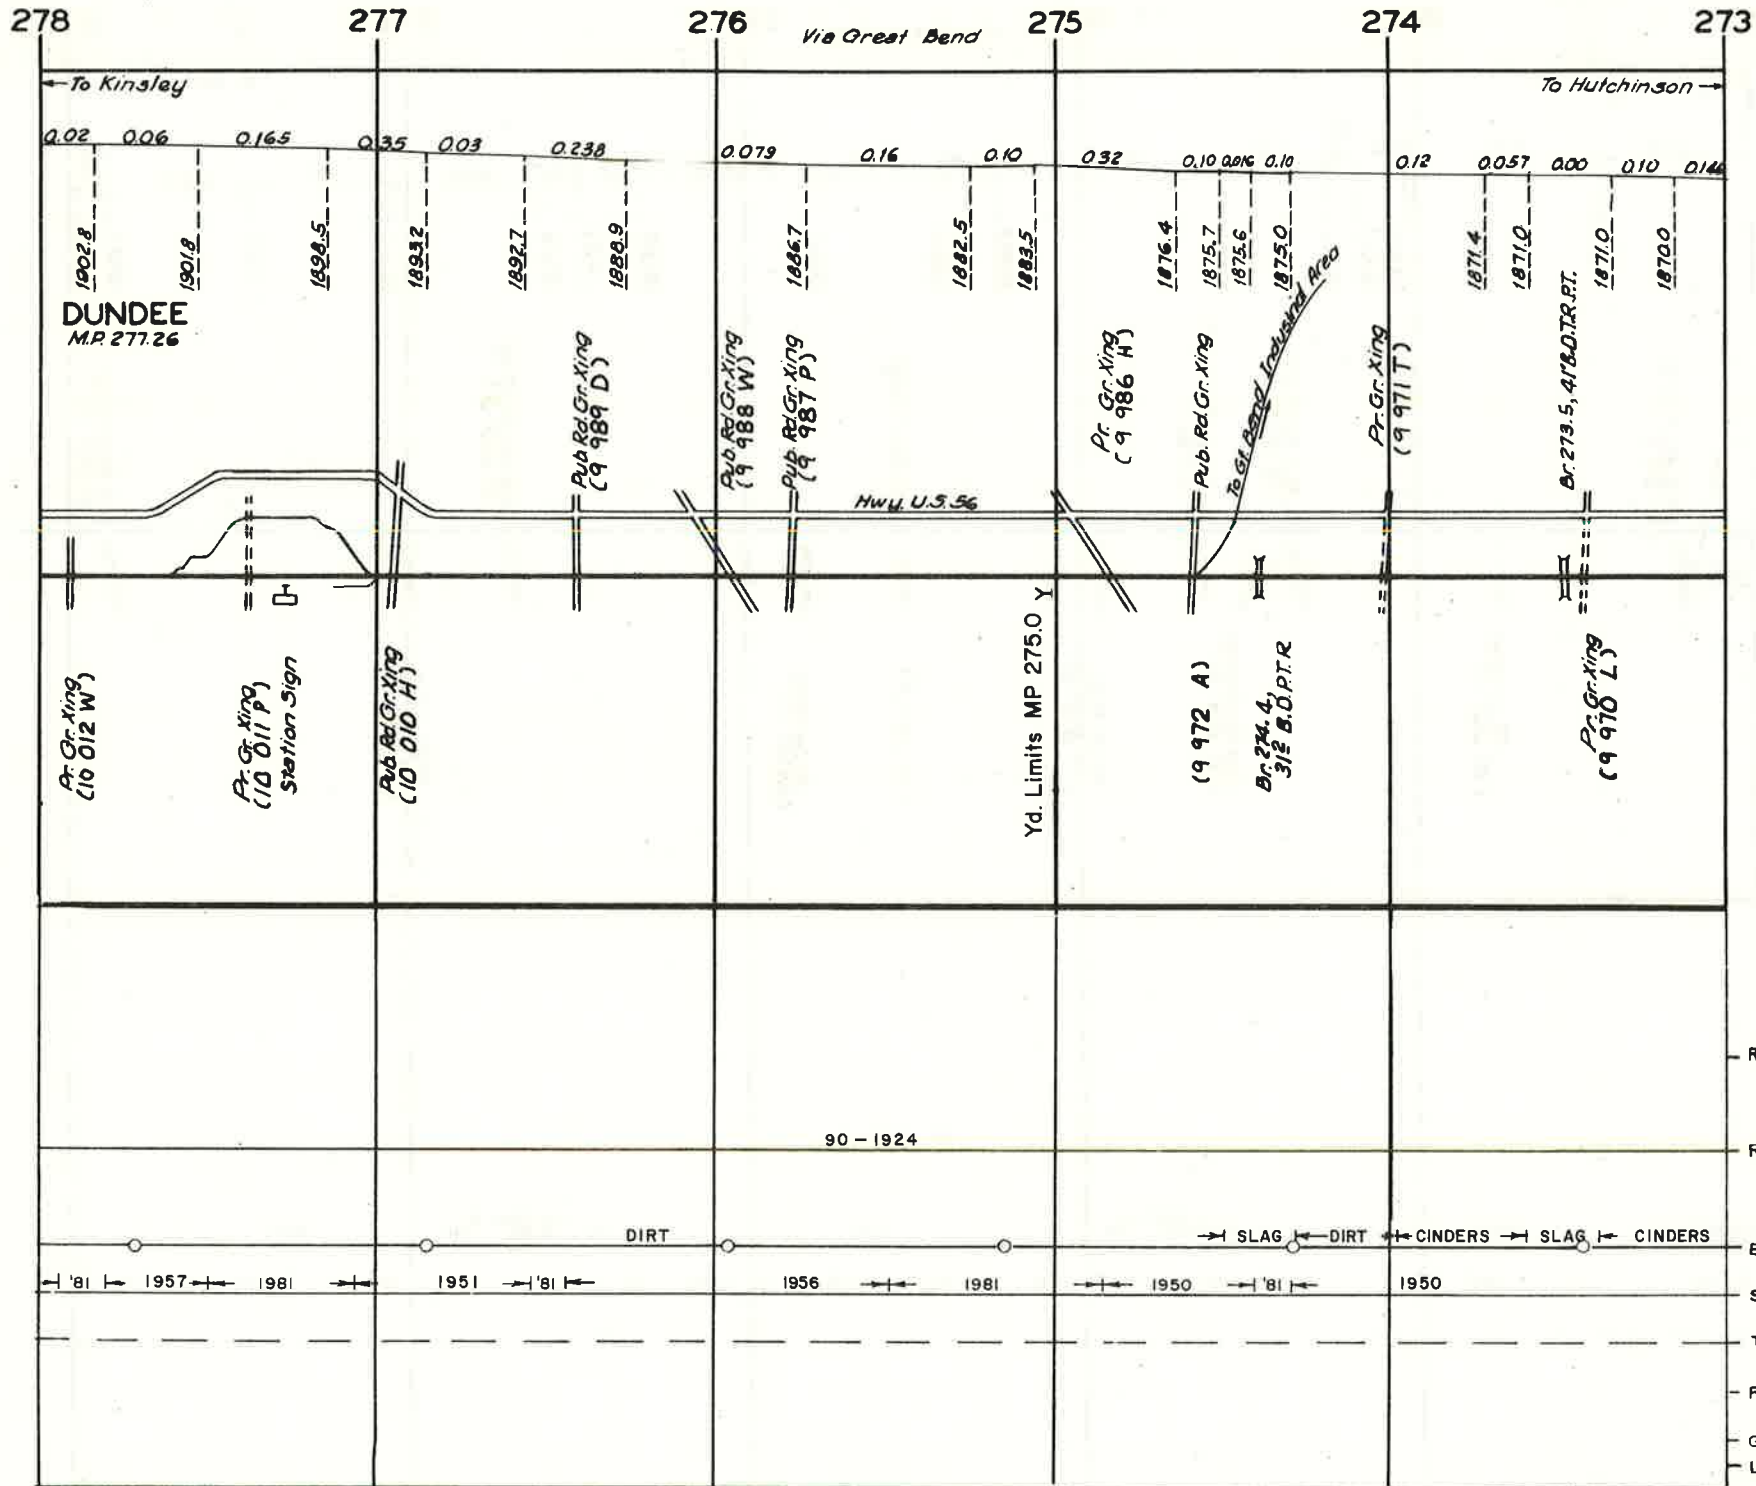 278 277 276 275 274 273
Via Great Bend
←To Kinsley
To Hutchinson→
0.02 0.06 0.165 0.35 0.03 0.238 0.079 0.16 0.10 0.32 0.10 0.016 0.10 0.12 0.057 0.00 0.10 0.144
1902.8
1901.8
1898.5
1893.2
1892.7
1888.9
1886.7
1882.5
1883.5
1876.4
1875.7
1875.6
1875.0
1871.4
1871.0
1871.0
1870.0
DUNDEE
M.P. 277.26
Pub. Rd. Gr. Xing
(9 989 D)
Pub. Rd. Gr. Xing
(9 988 W)
Pub. Rd. Gr. Xing
(9 987 P)
Pr. Gr. Xing
(9 986 H)
Pub. Rd. Gr. Xing
To Gt. Bend Industrial Area
Pr. Gr. Xing
(9 971 T)
Br. 273.5, 41'B.D.T.R.P.T.
Hwy. U.S. 56
Pr. Gr. Xing
(10 012 W)
Pr. Gr. Xing
(10 011 P)
Station Sign
Pub. Rd. Gr. Xing
(10 010 H)
Yd. Limits MP 275.0 Y
(9 972 A)
Br. 274.4,
31² B.D.P.T.R
Pr. Gr. Xing
(9 970 L)
R
90 – 1924
DIRT SLAG DIRT CINDERS SLAG CINDERS
'81 1957 1981 1951 '81 1956 1981 1950 '81 1950
S
T
G
L